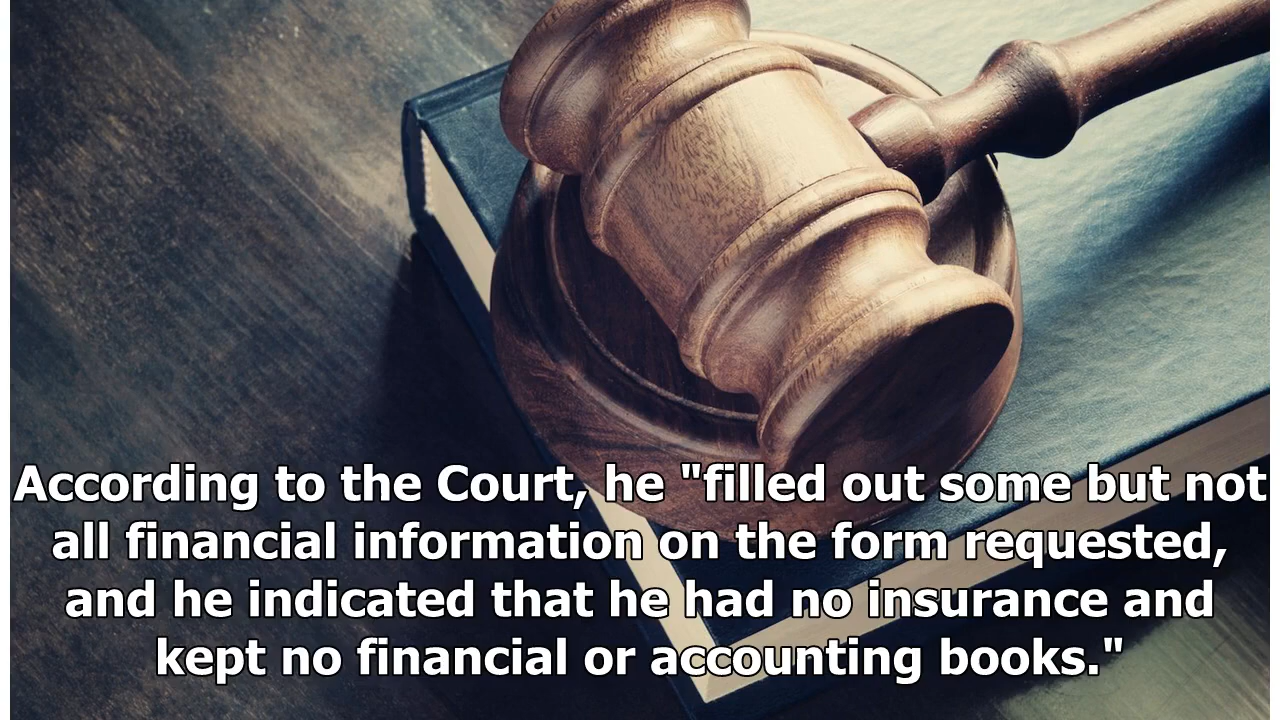 According to the Court, he "filled out some but not
all financial information on the form requested,
and he indicated that he had no insurance and
kept no financial or accounting books."